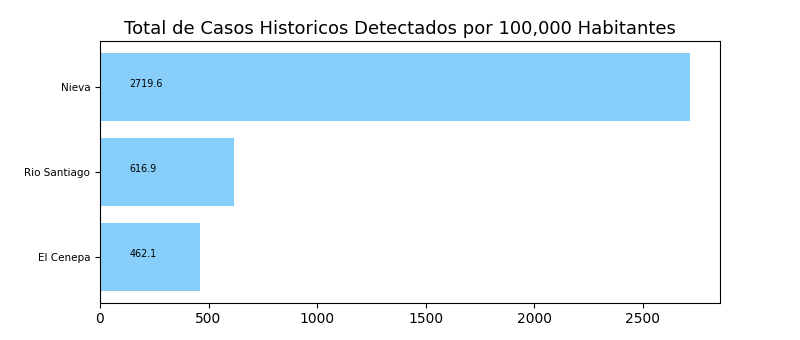 Total de Casos Historicos Detectados por 100,000 Habitantes
Nieva
2719.6
Rio Santiago
616.9
El Cenepa
462.1
0 500 1000 1500 2000 2500